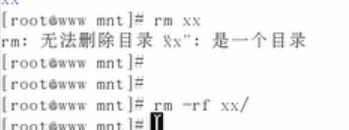 xx
[root@www mnt]# rm xx
rm: 无法删除目录 "xx": 是一个目录
[root@www mnt]#
[root@www mnt]#
[root@www mnt]# rm -rf xx/
[root@www mnt]#